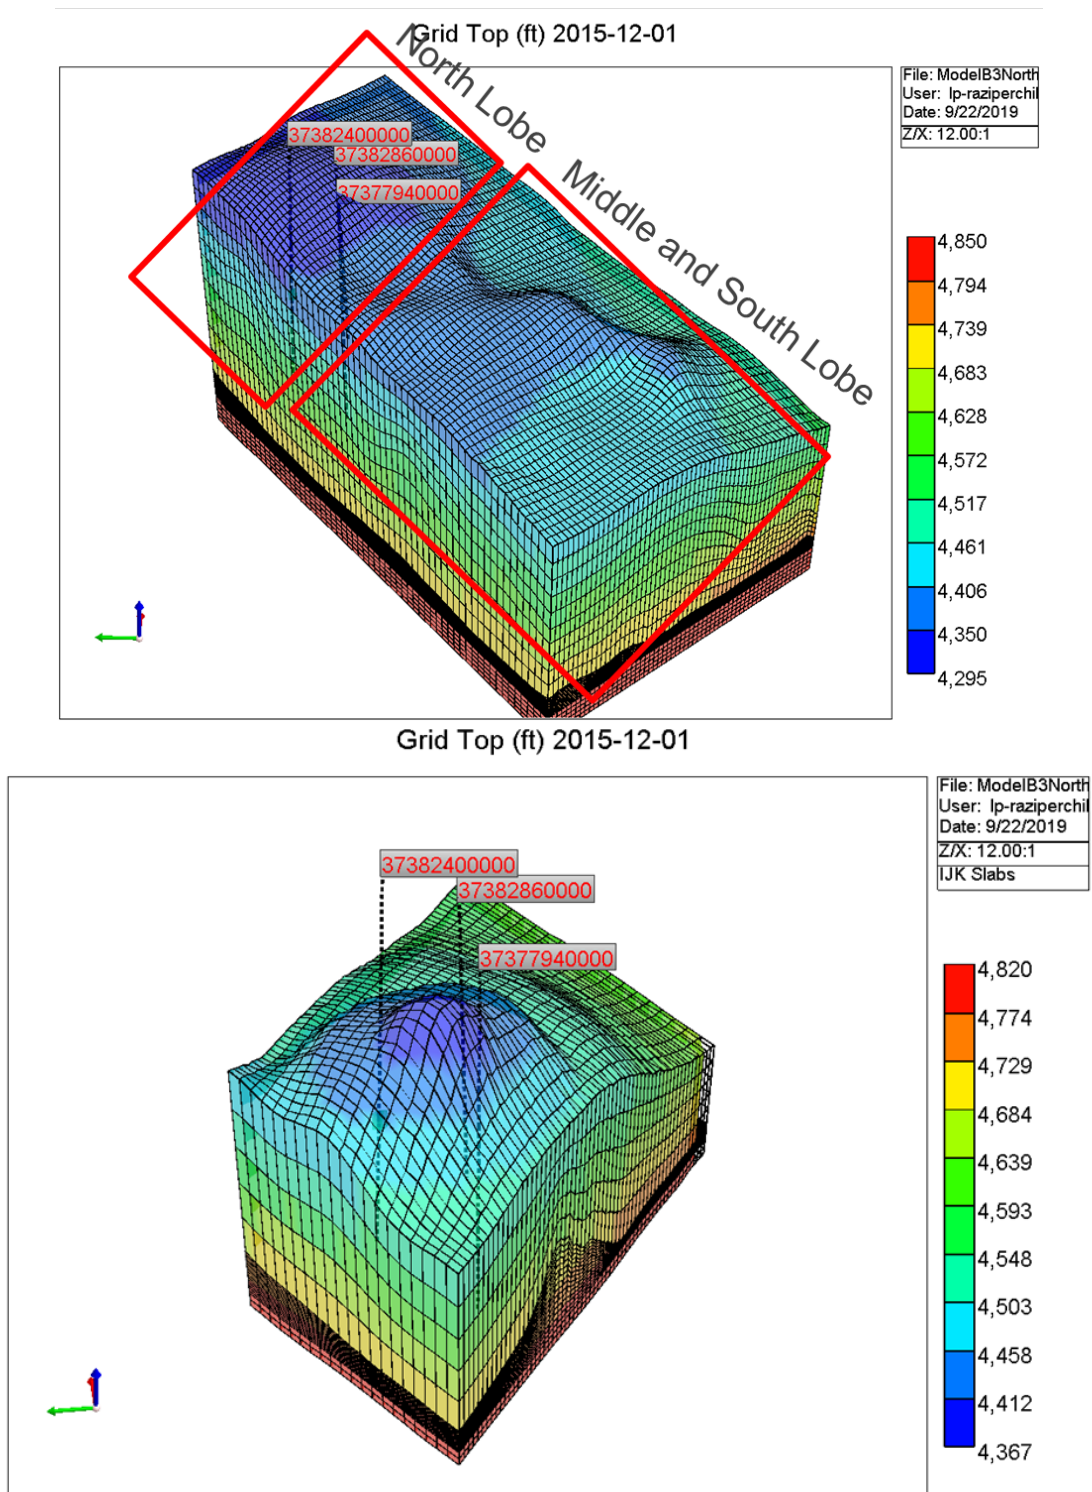 Grid Top (ft) 2015-12-01
North Lobe
Middle and South Lobe
File: ModelB3North
User: lp-raziperchil
Date: 9/22/2019
Z/X: 12.00:1
37382400000
37382860000
37377940000
4,850
4,794
4,739
4,683
4,628
4,572
4,517
4,461
4,406
4,350
4,295
Grid Top (ft) 2015-12-01
File: ModelB3North
User: lp-raziperchil
Date: 9/22/2019
Z/X: 12.00:1
IJK Slabs
37382400000
37382860000
37377940000
4,820
4,774
4,729
4,684
4,639
4,593
4,548
4,503
4,458
4,412
4,367